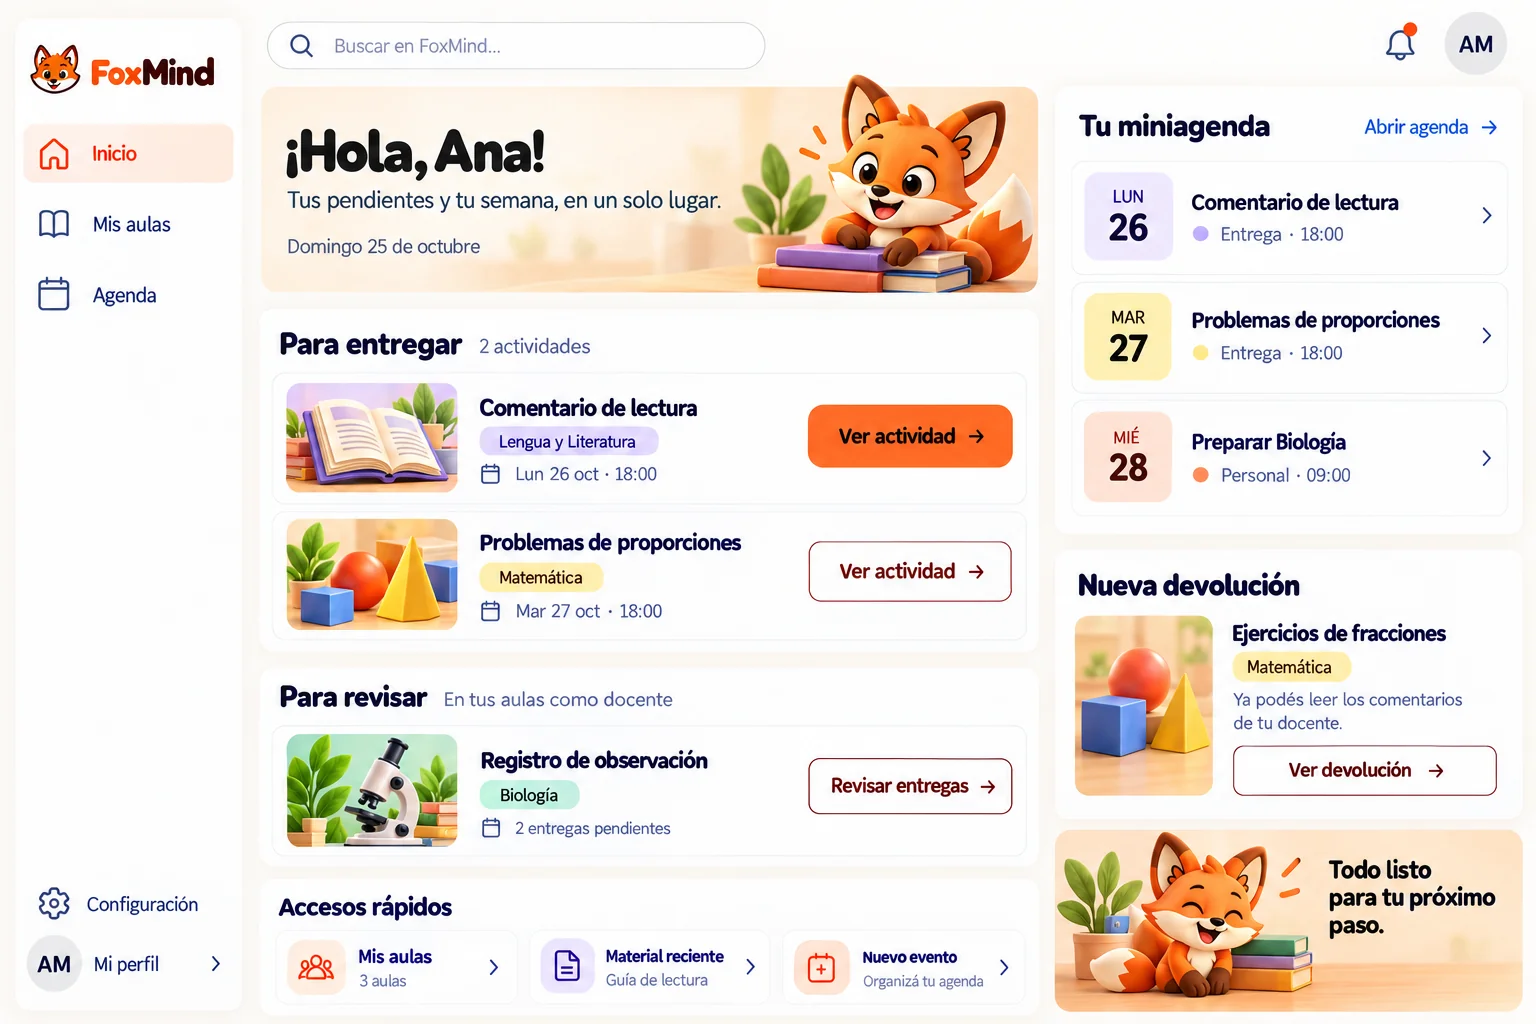 FoxMind
Inicio
Mis aulas
Agenda
Configuración
AM
Mi perfil
Buscar en FoxMind...
AM
¡Hola, Ana!
Tus pendientes y tu semana, en un solo lugar.
Domingo 25 de octubre
Para entregar
2 actividades
Comentario de lectura
Lengua y Literatura
Lun 26 oct · 18:00
Ver actividad →
Problemas de proporciones
Matemática
Mar 27 oct · 18:00
Ver actividad →
Para revisar
En tus aulas como docente
Registro de observación
Biología
2 entregas pendientes
Revisar entregas →
Accesos rápidos
Mis aulas
3 aulas
Material reciente
Guía de lectura
Nuevo evento
Organizá tu agenda
Tu miniagenda
Abrir agenda →
LUN
26
Comentario de lectura
Entrega · 18:00
MAR
27
Problemas de proporciones
Entrega · 18:00
MIÉ
28
Preparar Biología
Personal · 09:00
Nueva devolución
Ejercicios de fracciones
Matemática
Ya podés leer los comentarios
de tu docente.
Ver devolución →
Todo listo
para tu próximo
paso.